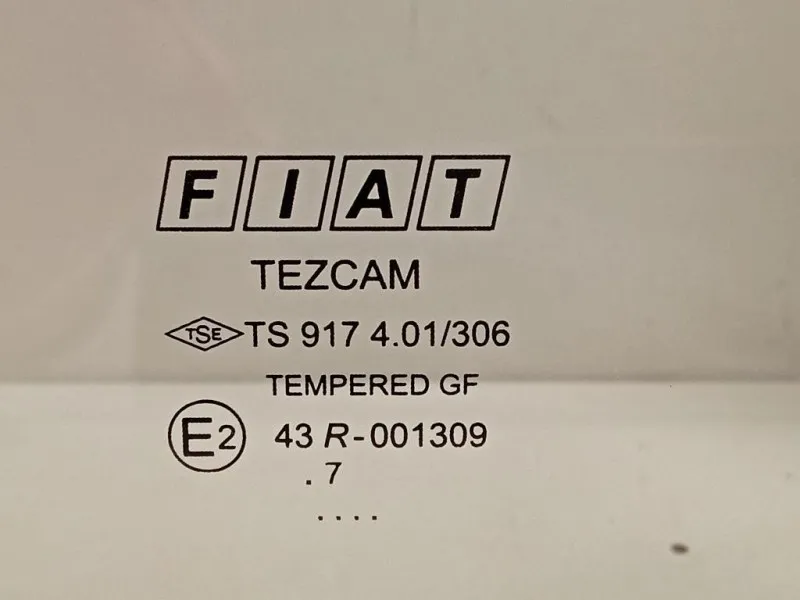 FIAT
TEZCAM
TSE TS 917 4.01/306
TEMPERED GF
E2 43 R-001309
. 7
. . . .